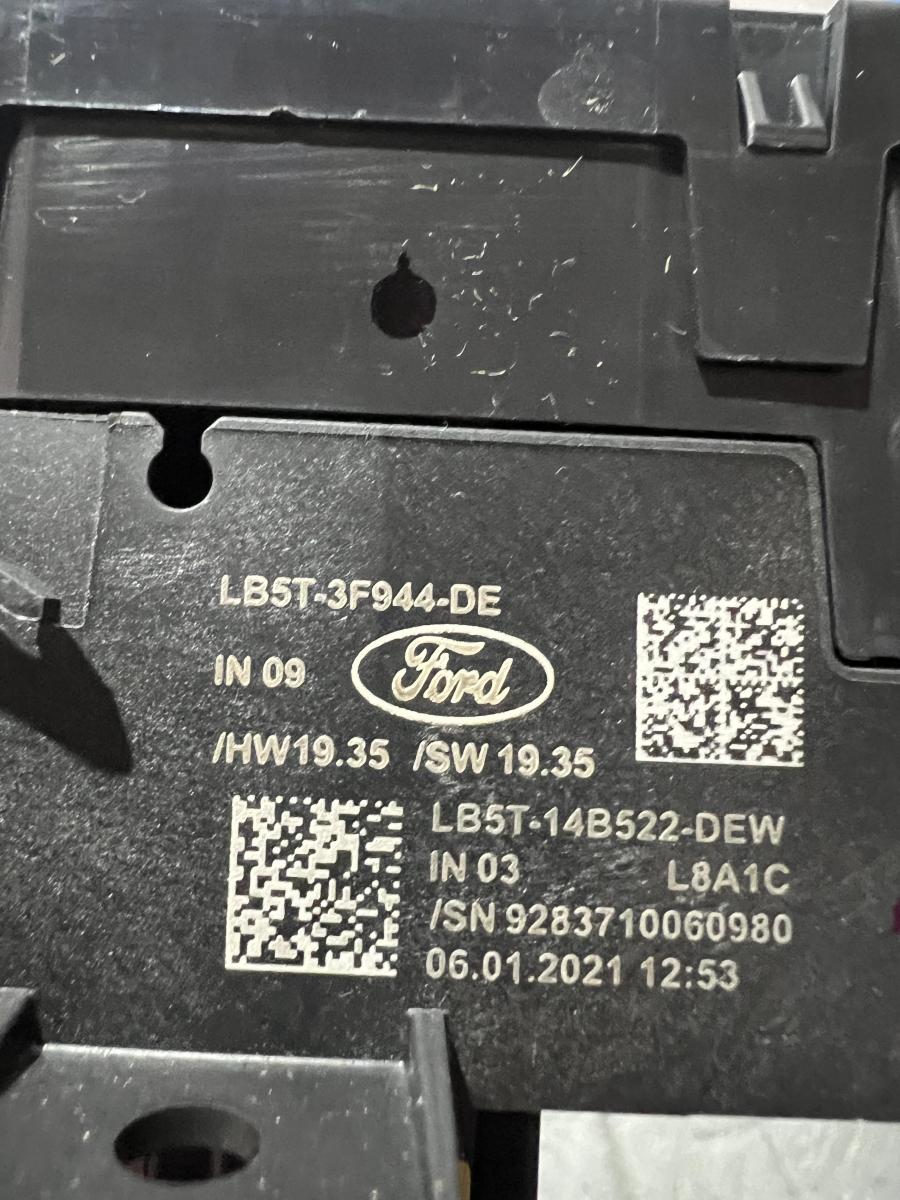 LB5T-3F944-DE
IN 09 Ford
/HW19.35 /SW 19.35
LB5T-14B522-DEW
IN 03 L8A1C
/SN 9283710060980
06.01.2021 12:53